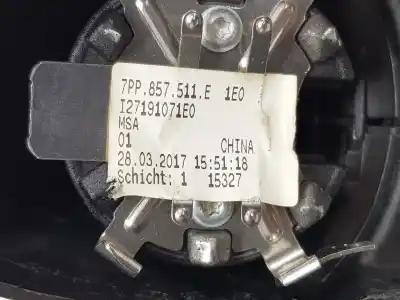 7PP.857.511.E 1E0
I27191071E0
MSA
01 CHINA
28.03.2017 15:51:18
Schicht: 1 15327